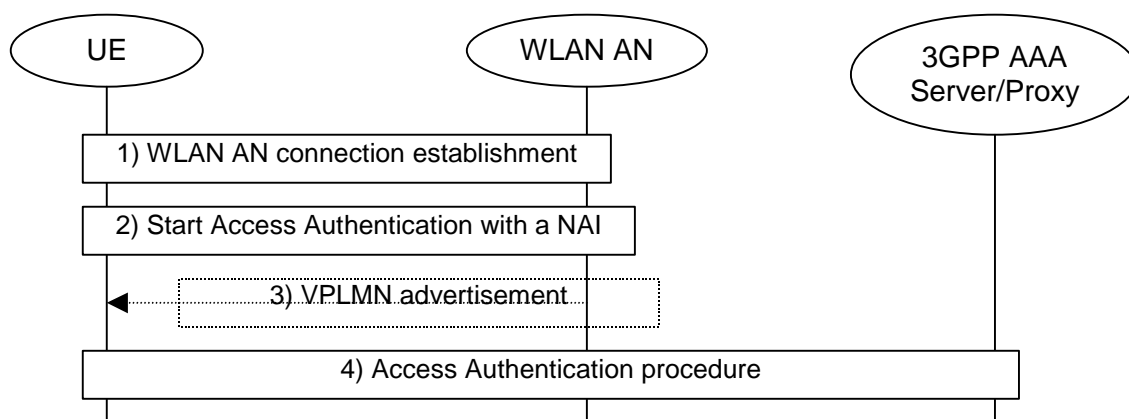 UE
WLAN AN
3GPP AAA
Server/Proxy
1) WLAN AN connection establishment
2) Start Access Authentication with a NAI
3) VPLMN advertisement
4) Access Authentication procedure